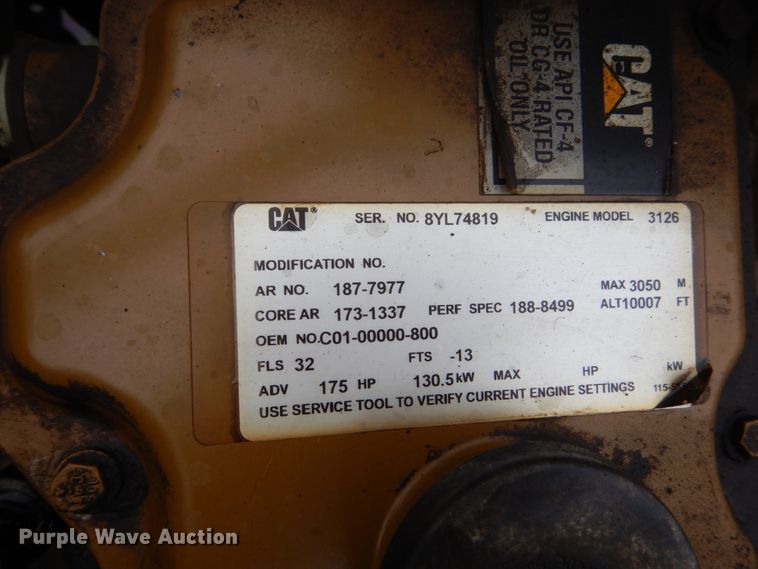 USE API CF-4
OR CG-4 RATED
OIL ONLY
CAT®
CAT® SER. NO. 8YL74819 ENGINE MODEL 3126
MODIFICATION NO.
AR NO. 187-7977 MAX 3050 M
CORE AR 173-1337 PERF SPEC 188-8499 ALT10007 FT
OEM NO.C01-00000-800
FLS 32 FTS -13
ADV 175 HP 130.5kW MAX HP kW
USE SERVICE TOOL TO VERIFY CURRENT ENGINE SETTINGS
Purple Wave Auction